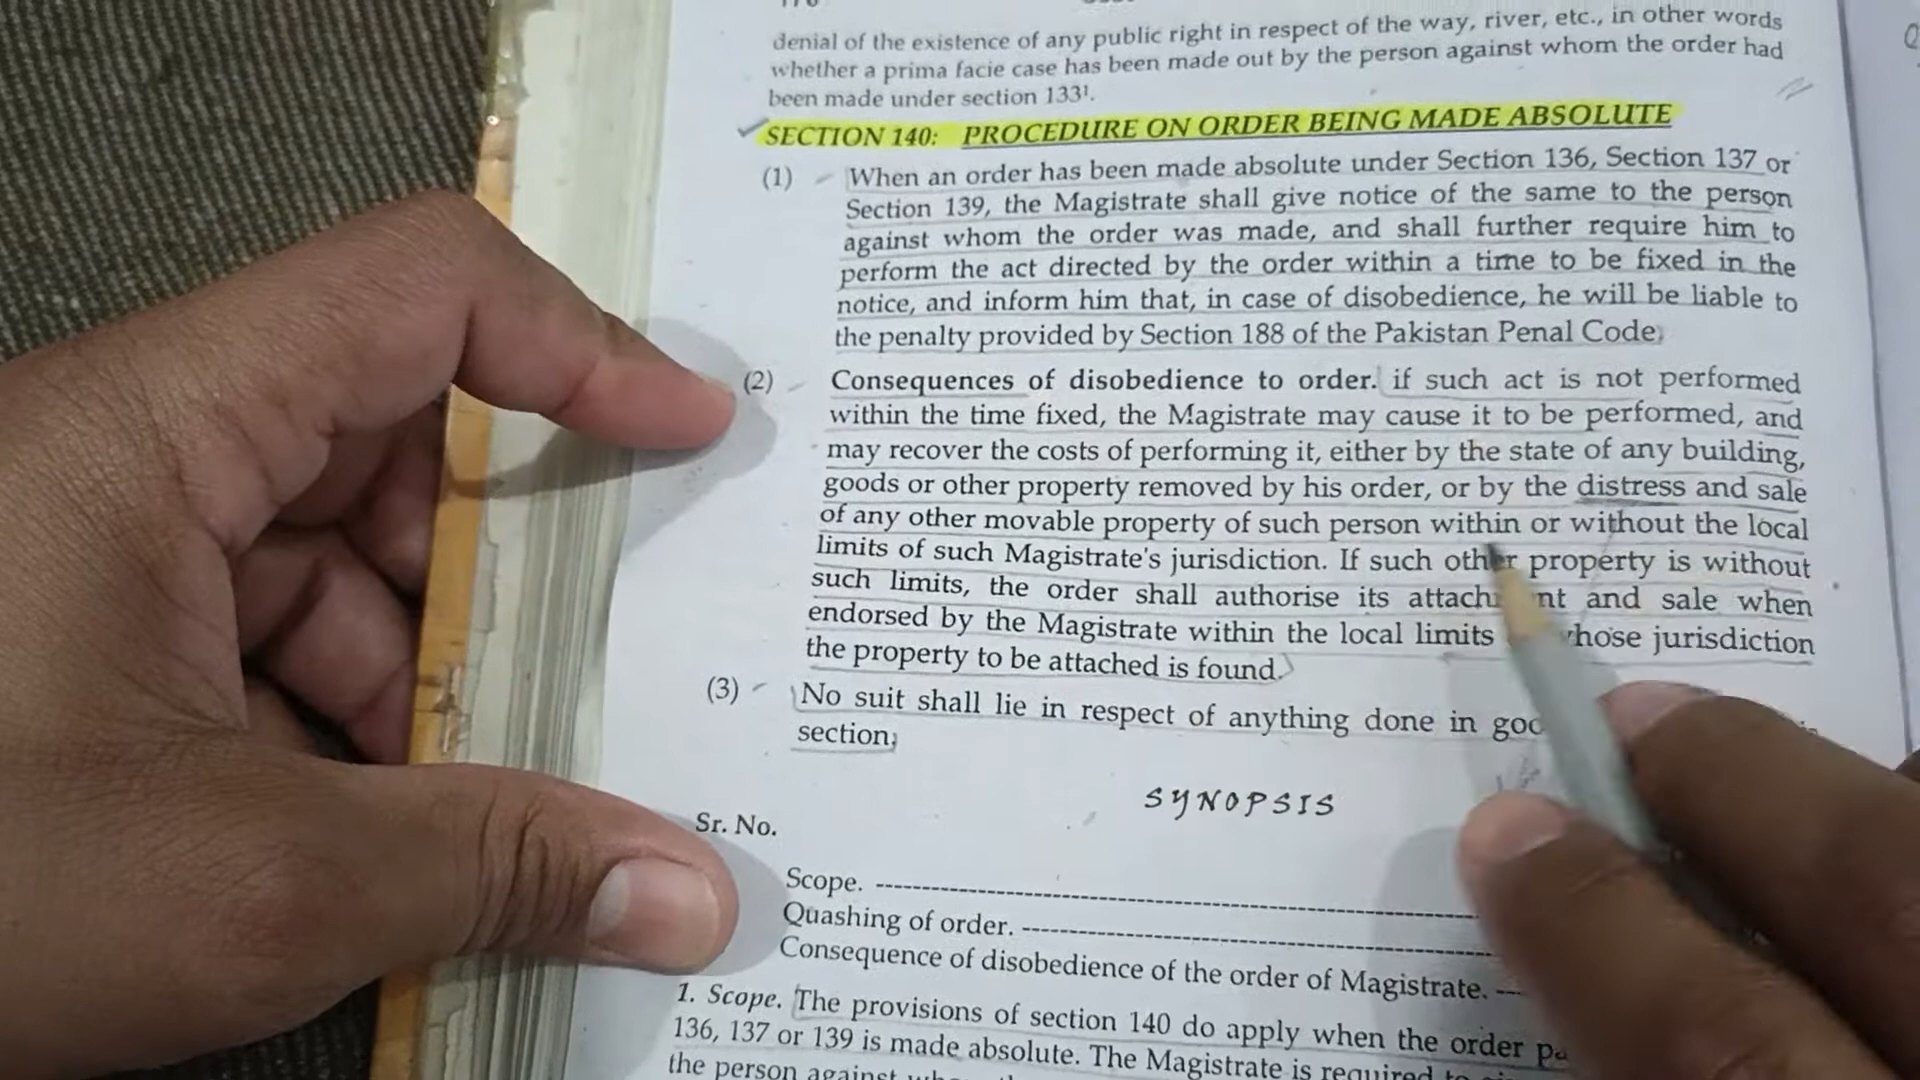 denial of the existence of any public right in respect of the way, river, etc., in other words
whether a prima facie case has been made out by the person against whom the order had
been made under section 133¹.
SECTION 140: PROCEDURE ON ORDER BEING MADE ABSOLUTE
(1) When an order has been made absolute under Section 136, Section 137 or
Section 139, the Magistrate shall give notice of the same to the person
against whom the order was made, and shall further require him to
perform the act directed by the order within a time to be fixed in the
notice, and inform him that, in case of disobedience, he will be liable to
the penalty provided by Section 188 of the Pakistan Penal Code.
(2) Consequences of disobedience to order. if such act is not performed
within the time fixed, the Magistrate may cause it to be performed, and
may recover the costs of performing it, either by the state of any building,
goods or other property removed by his order, or by the distress and sale
of any other movable property of such person within or without the local
limits of such Magistrate's jurisdiction. If such other property is without
such limits, the order shall authorise its and sale when
endorsed by the Magistrate within the local limits whose jurisdiction
the property to be attached is found.
(3) No suit shall lie in respect of anything done in
section.
SYNOPSIS
Sr. No.
Scope. ----------
Quashing of order. ----------
Consequence of disobedience of the order of Magistrate. ---
1. Scope. The provisions of section 140 do apply when the order
136, 137 or 139 is made absolute. The Magistrate is required to
the person against